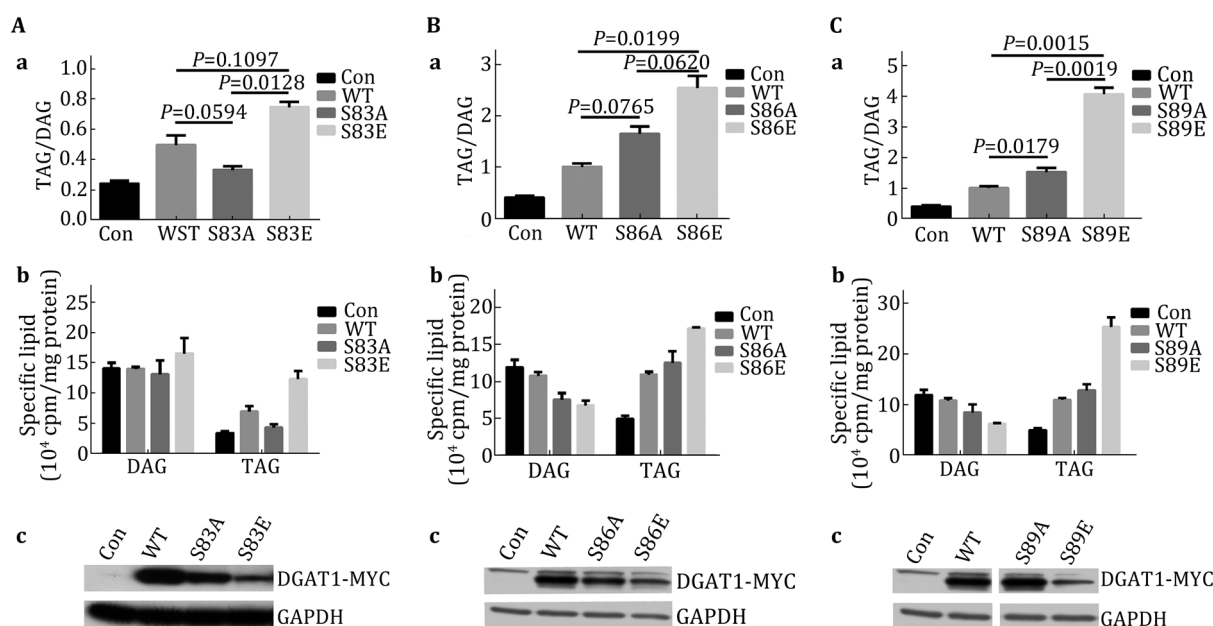 A
a
TAG/DAG
1.0
0.8
0.6
0.4
0.2
0.0
P=0.1097
P=0.0128
P=0.0594
Con
WT
S83A
S83E
Con
WST
S83A
S83E
B
a
TAG/DAG
3
2
1
0
P=0.0199
P=0.0620
P=0.0765
Con
WT
S86A
S86E
Con
WT
S86A
S86E
C
a
TAG/DAG
5
4
3
2
1
0
P=0.0015
P=0.0019
P=0.0179
Con
WT
S89A
S89E
Con
WT
S89A
S89E
b
Specific lipid
(10⁴ cpm/mg protein)
25
20
15
10
5
0
Con
WT
S83A
S83E
DAG
TAG
b
Specific lipid
(10⁴ cpm/mg protein)
20
15
10
5
0
Con
WT
S86A
S86E
DAG
TAG
b
Specific lipid
(10⁴ cpm/mg protein)
30
20
10
0
Con
WT
S89A
S89E
DAG
TAG
c
Con
WT
S83A
S83E
DGAT1-MYC
GAPDH
c
Con
WT
S86A
S86E
DGAT1-MYC
GAPDH
c
Con
WT
S89A
S89E
DGAT1-MYC
GAPDH